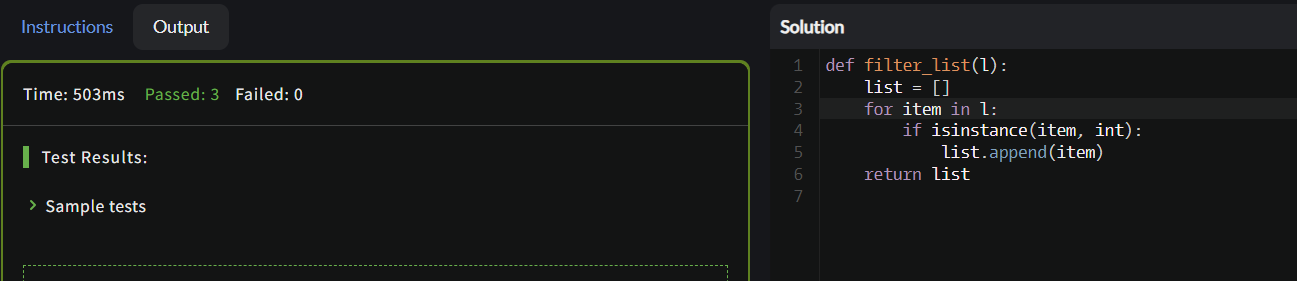 Instructions Output
Time: 503ms Passed: 3 Failed: 0
Test Results:
Sample tests
Solution
1 def filter_list(l):
2     list = []
3     for item in l:
4         if isinstance(item, int):
5             list.append(item)
6     return list
7